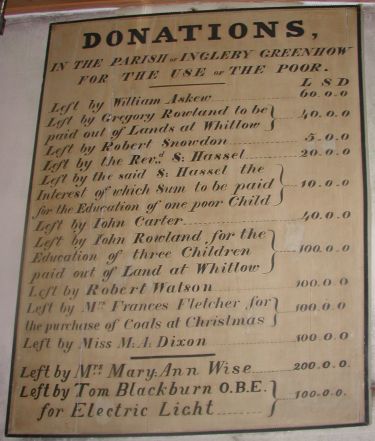 DONATIONS,
IN THE PARISH OF INGLEBY GREENHOW
FOR THE USE OF THE POOR.
L S D
Left by William Askew 60.0.0
Left by Gregory Rowland to be
paid out of Lands at Whitlow } 40.0.0
Left by Robert Snowdon 5.0.0
Left by the Rev.d S: Hassel 20.0.0
Left by the said S: Hassel the
Interest of which Sum to be paid
for the Education of one poor Child } 10.0.0
Left by Iohn Carter 40.0.0
Left by Iohn Rowland for the
Education of three Children
paid out of Land at Whitlow } 100.0.0
Left by Robert Watson 100.0.0
Left by Mrs Frances Fletcher for
the purchase of Coals at Christmas } 100.0.0
Left by Miss M.A. Dixon 100.0.0
Left by Mrs Mary Ann Wise 200.0.0
Left by Tom Blackburn O.B.E.
for Electric Light } 100.0.0.